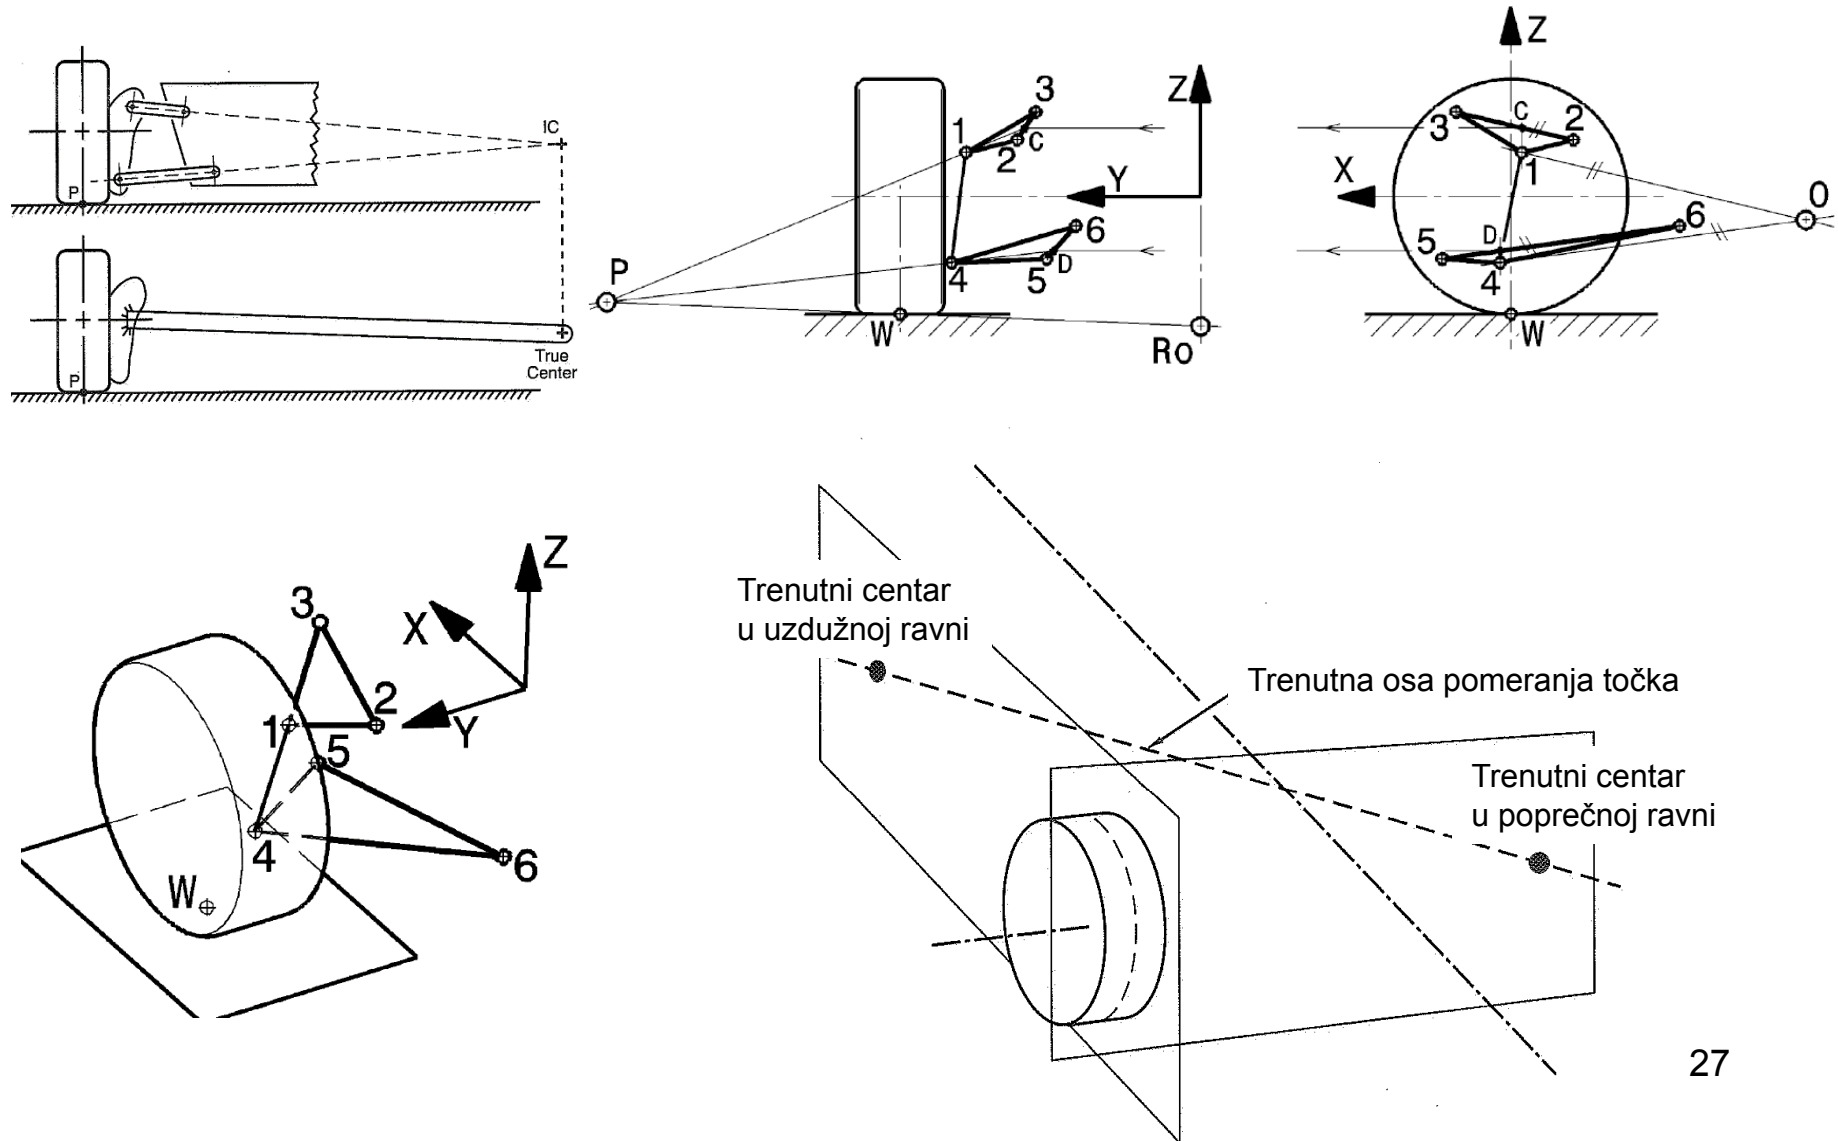 IC
P
True
Center
P
Z
3
1
C
2
Y
6
4
5
D
P
W
Ro
Z
3
C
2
1
X
O
6
5
D
4
W
Z
3
X
2
1
Y
5
4
6
W
Trenutni centar
u uzdužnoj ravni
Trenutna osa pomeranja točka
Trenutni centar
u poprečnoj ravni
27